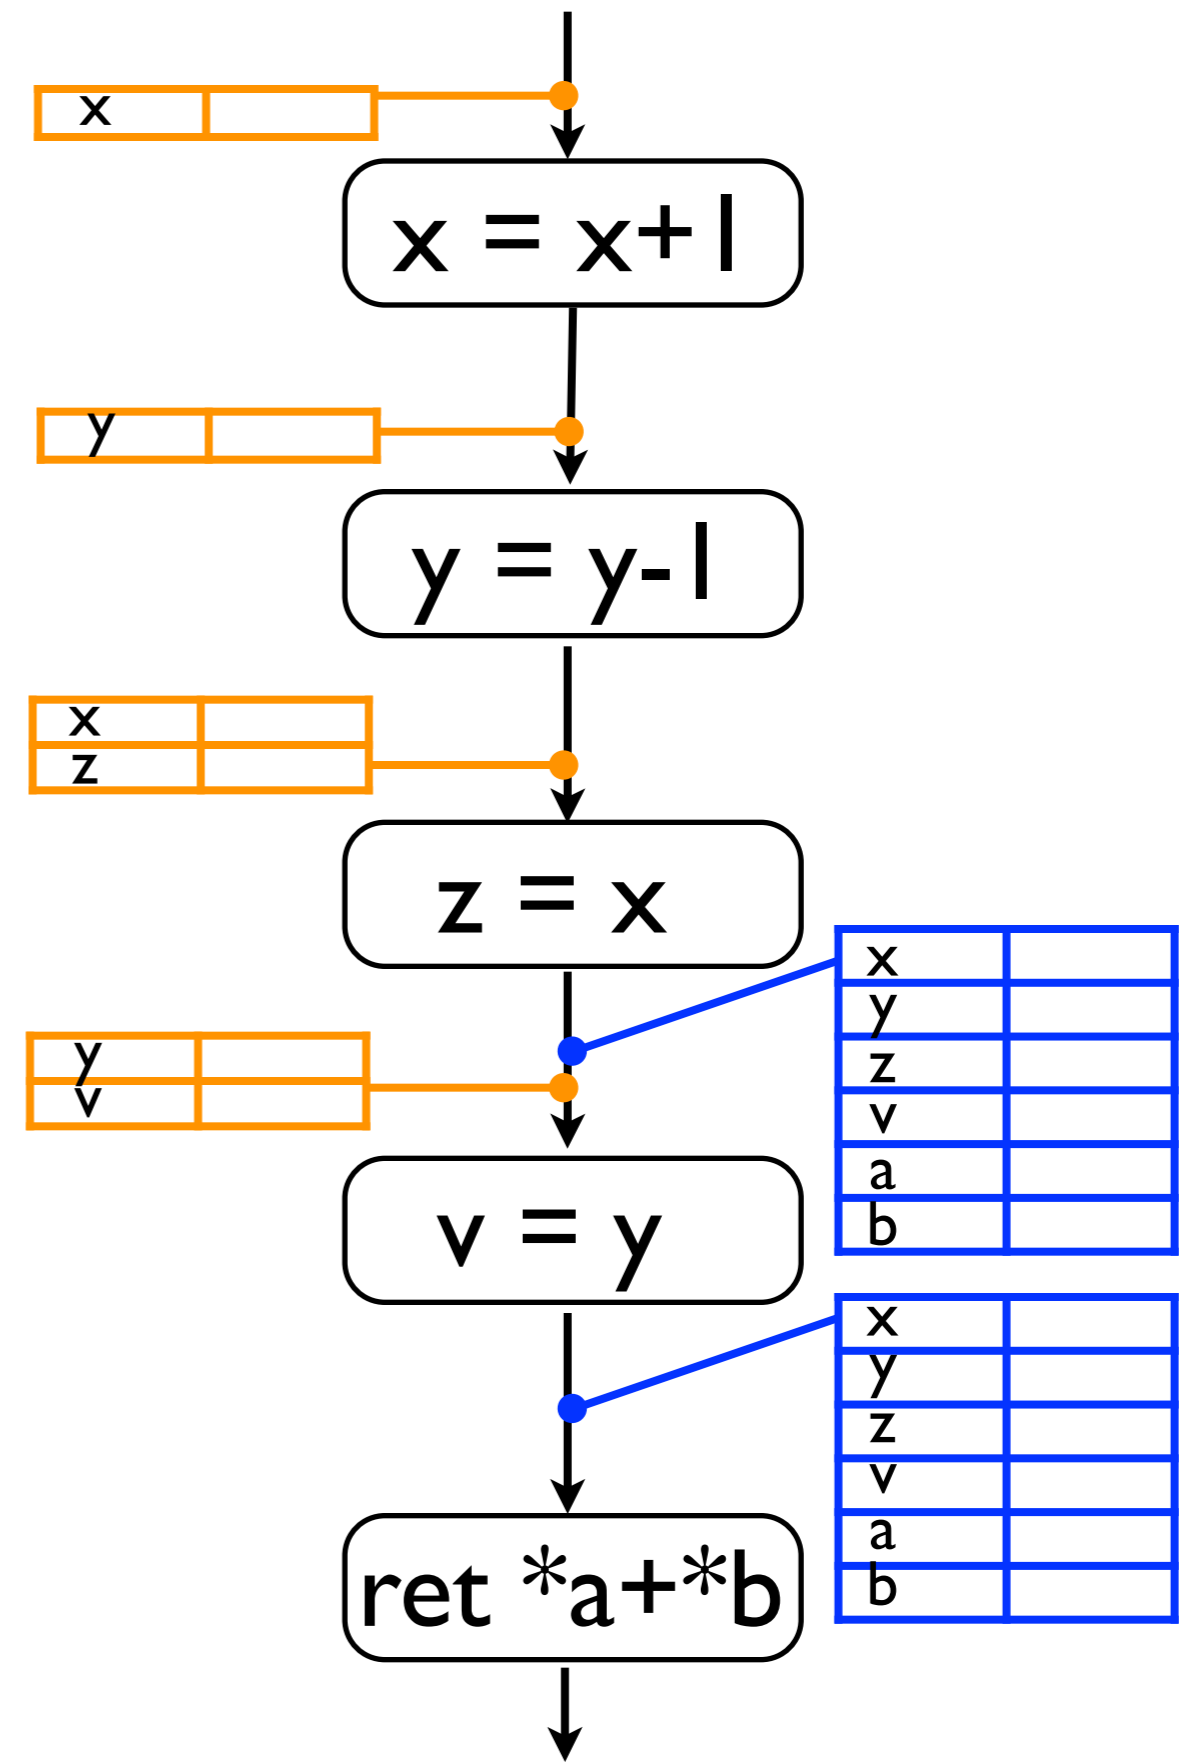 x
x = x+1
y
y = y-1
x
z
z = x
x
y
z
v
a
b
y
v
v = y
x
y
z
v
a
b
ret *a+*b